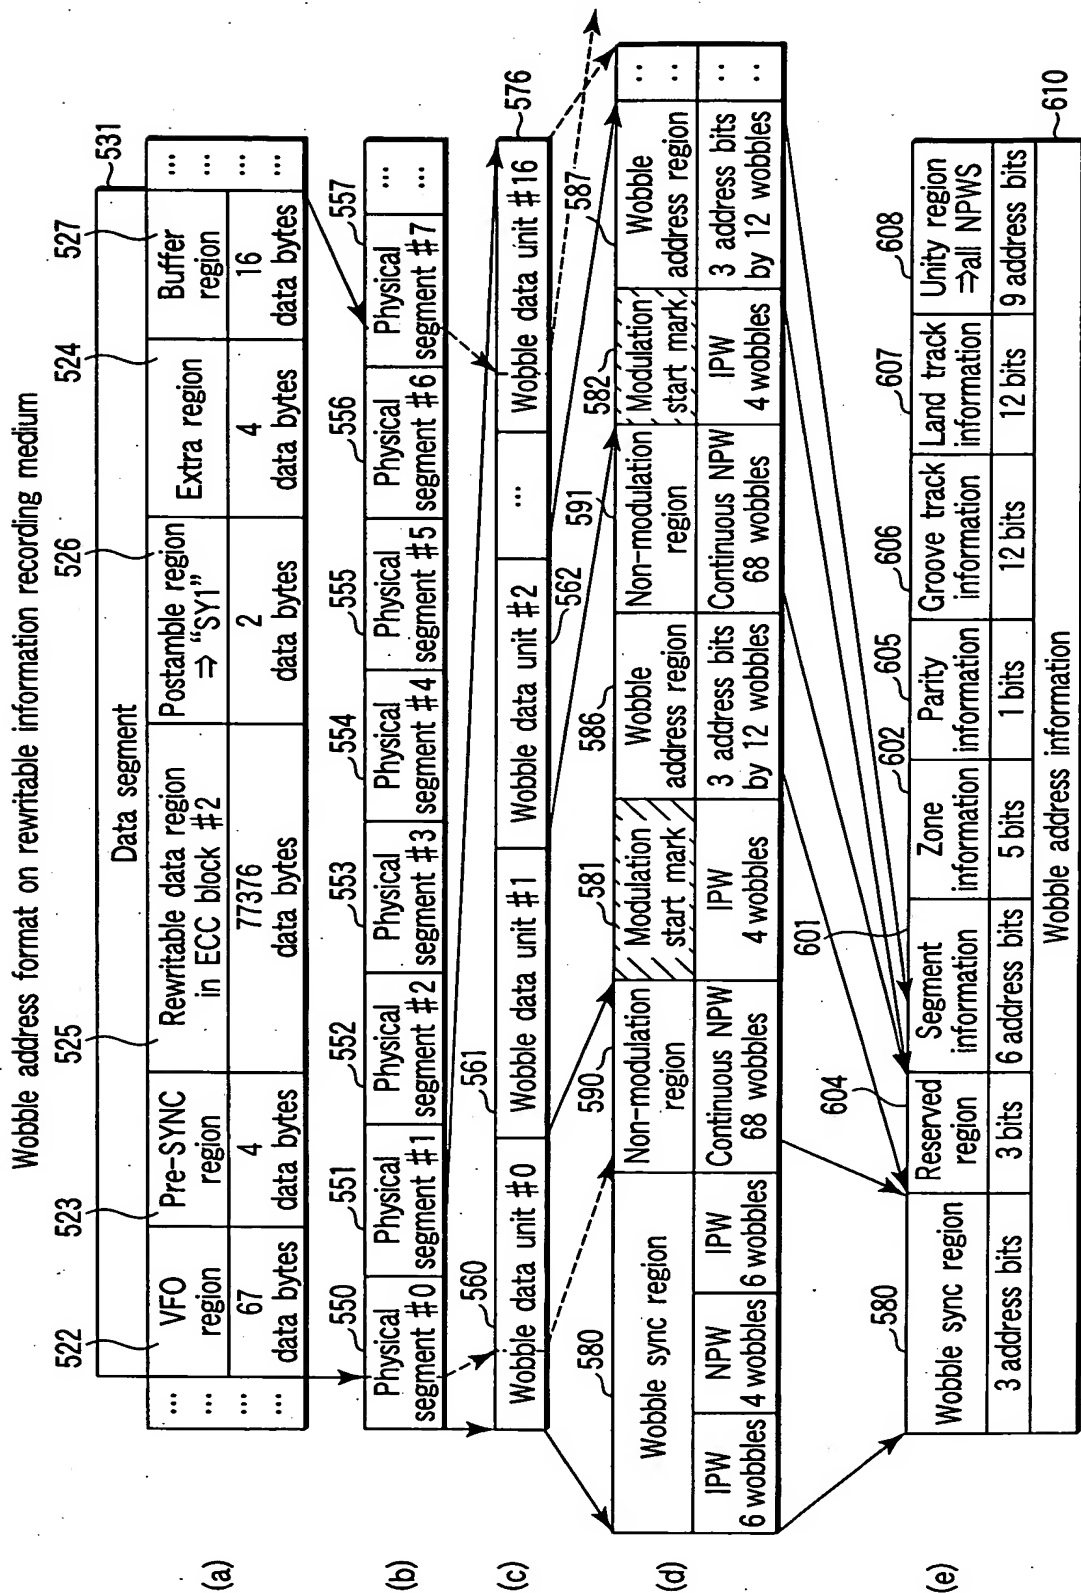 Wobble address format on rewritable information recording medium
(a)
531
Data segment
522
523
525
526
524
527
...
VFO
region
Pre-SYNC
region
Rewritable data region
in ECC block #2
Postamble region
⇒ "SY1"
Extra region
Buffer
region
...
67
data bytes
4
data bytes
77376
data bytes
2
data bytes
4
data bytes
16
data bytes
(b)
550
551
552
553
554
555
556
557
Physical
segment #0
Physical
segment #1
Physical
segment #2
Physical
segment #3
Physical
segment #4
Physical
segment #5
Physical
segment #6
Physical
segment #7
...
(c)
560
561
562
576
Wobble data unit #0
Wobble data unit #1
Wobble data unit #2
...
Wobble data unit #16
(d)
580
590
581
586
591
582
587
Wobble sync region
Non-modulation
region
Modulation
start mark
Wobble
address region
Non-modulation
region
Modulation
start mark
Wobble
address region
..
IPW
6 wobbles
NPW
4 wobbles
IPW
6 wobbles
Continuous NPW
68 wobbles
IPW
4 wobbles
3 address bits
by 12 wobbles
Continuous NPW
68 wobbles
IPW
4 wobbles
3 address bits
by 12 wobbles
..
(e)
580
604
601
602
605
606
607
608
610
Wobble sync region
Reserved
region
Segment
information
Zone
information
Parity
information
Groove track
information
Land track
information
Unity region
⇒all NPWS
3 address bits
3 bits
6 address bits
5 bits
1 bits
12 bits
12 bits
9 address bits
Wobble address information